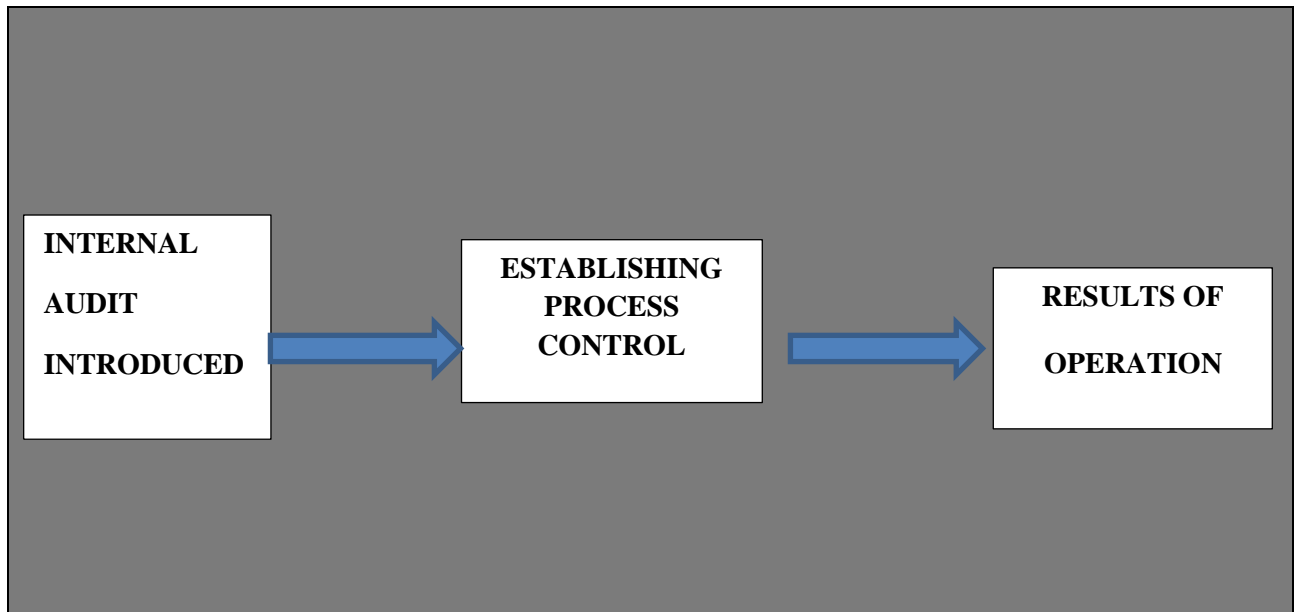 INTERNAL
AUDIT
INTRODUCED
ESTABLISHING
PROCESS
CONTROL
RESULTS OF
OPERATION